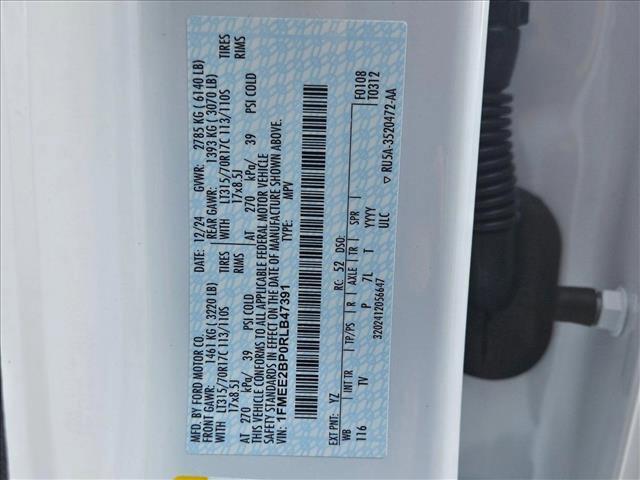 MFD. BY FORD MOTOR CO.
DATE: 12/24 GVWR: 2785 KG ( 6140 LB)
FRONT GAWR: 1461 KG ( 3220 LB) REAR GAWR: 1393 KG ( 3070 LB)
WITH LT315/70R17C 113/110S TIRES WITH LT315/70R17C 113/110S TIRES
17x8.5J RIMS 17x8.5J RIMS
AT 270 kPa/ 39 PSI COLD AT 270 kPa/ 39 PSI COLD
THIS VEHICLE CONFORMS TO ALL APPLICABLE FEDERAL MOTOR VEHICLE
SAFETY STANDARDS IN EFFECT ON THE DATE OF MANUFACTURE SHOWN ABOVE.
VIN: 1FMEE2BP0RLB47391 TYPE: MPV
F0108
T0312
EXT PNT: YZ RC: 52 DSO:
WB INT TR TP/PS R AXLE TR SPR
116 TV P 7L T YYYY
ULC
3202412056647
▽ RU5A-3520472-AA